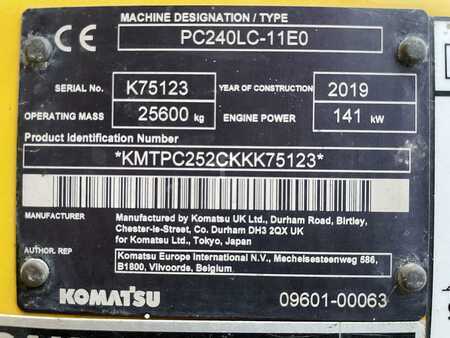 CE
MACHINE DESIGNATION / TYPE
PC240LC-11E0
SERIAL No. K75123 YEAR OF CONSTRUCTION 2019
OPERATING MASS 25600 kg ENGINE POWER 141 kW
Product Identification Number
*KMTPC252CKKK75123*
MANUFACTURER Manufactured by Komatsu UK Ltd., Durham Road, Birtley,
Chester-le-Street, Co. Durham DH3 2QX UK
for Komatsu Ltd., Tokyo, Japan
AUTHOR. REP Komatsu Europe International N.V., Mechelsesteenweg 586,
B1800, Vilvoorde, Belgium
KOMATSU 09601-00063